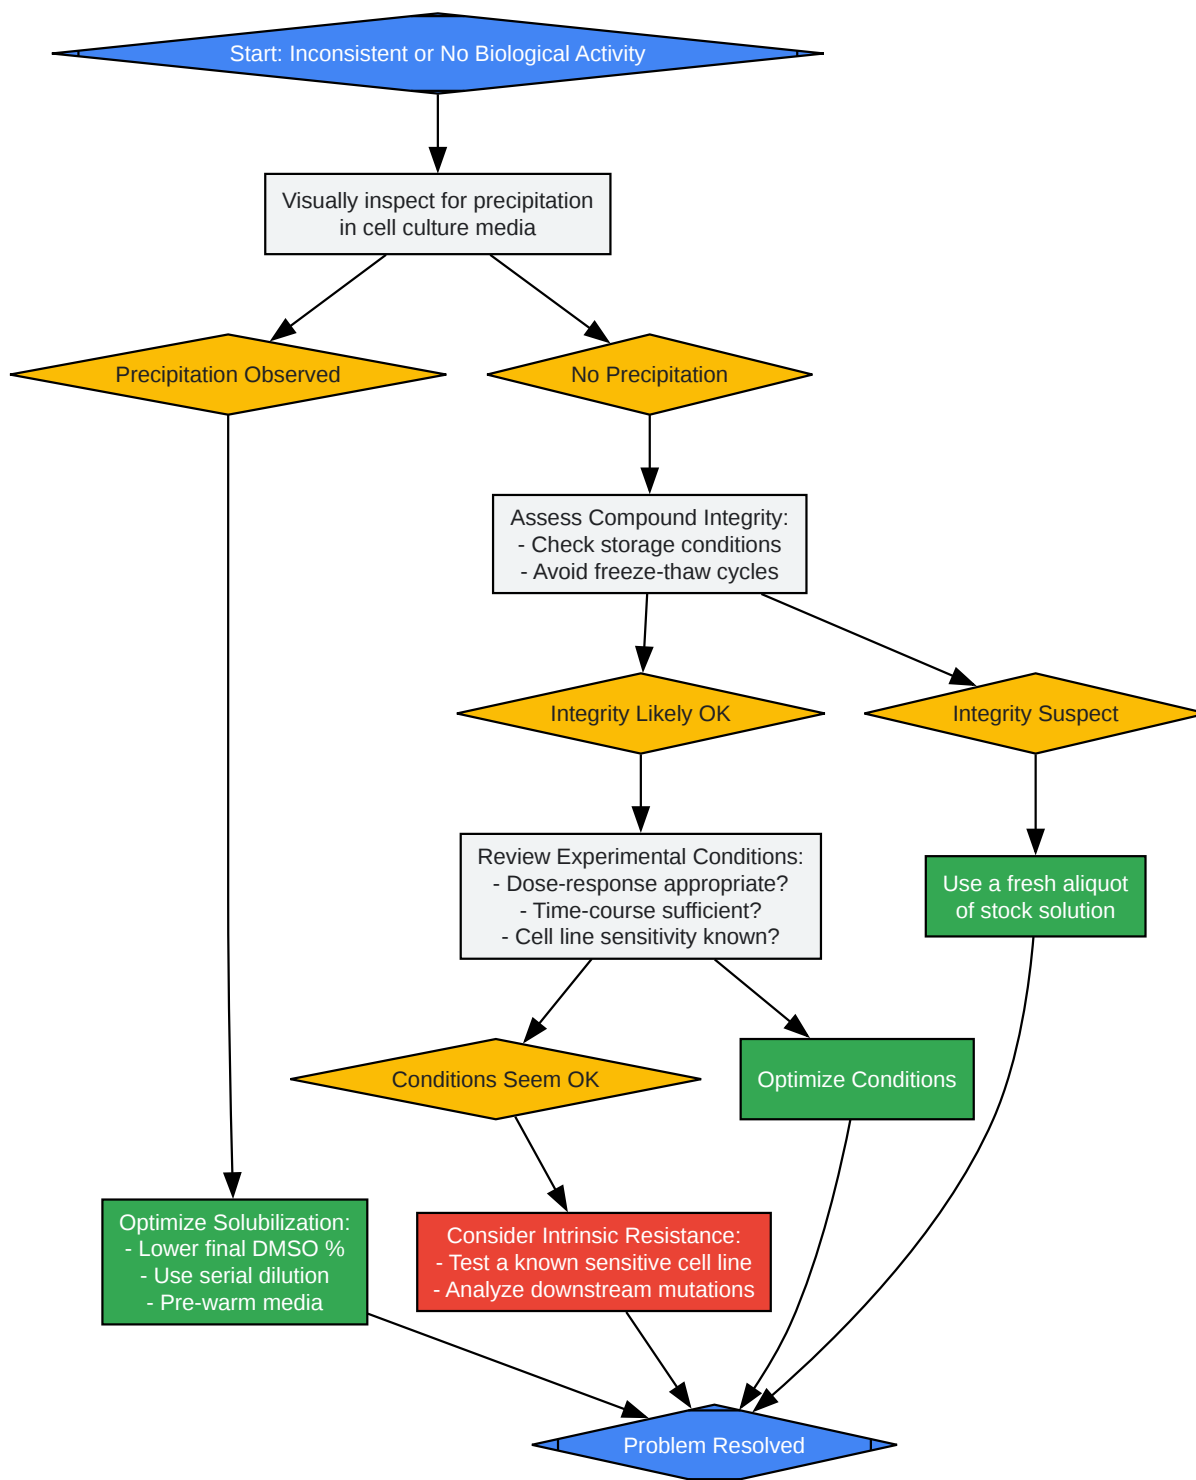 Start: Inconsistent or No Biological Activity
Visually inspect for precipitation
in cell culture media
Precipitation Observed
No Precipitation
Assess Compound Integrity:
- Check storage conditions
- Avoid freeze-thaw cycles
Integrity Likely OK
Integrity Suspect
Review Experimental Conditions:
- Dose-response appropriate?
- Time-course sufficient?
- Cell line sensitivity known?
Use a fresh aliquot
of stock solution
Conditions Seem OK
Optimize Conditions
Optimize Solubilization:
- Lower final DMSO %
- Use serial dilution
- Pre-warm media
Consider Intrinsic Resistance:
- Test a known sensitive cell line
- Analyze downstream mutations
Problem Resolved